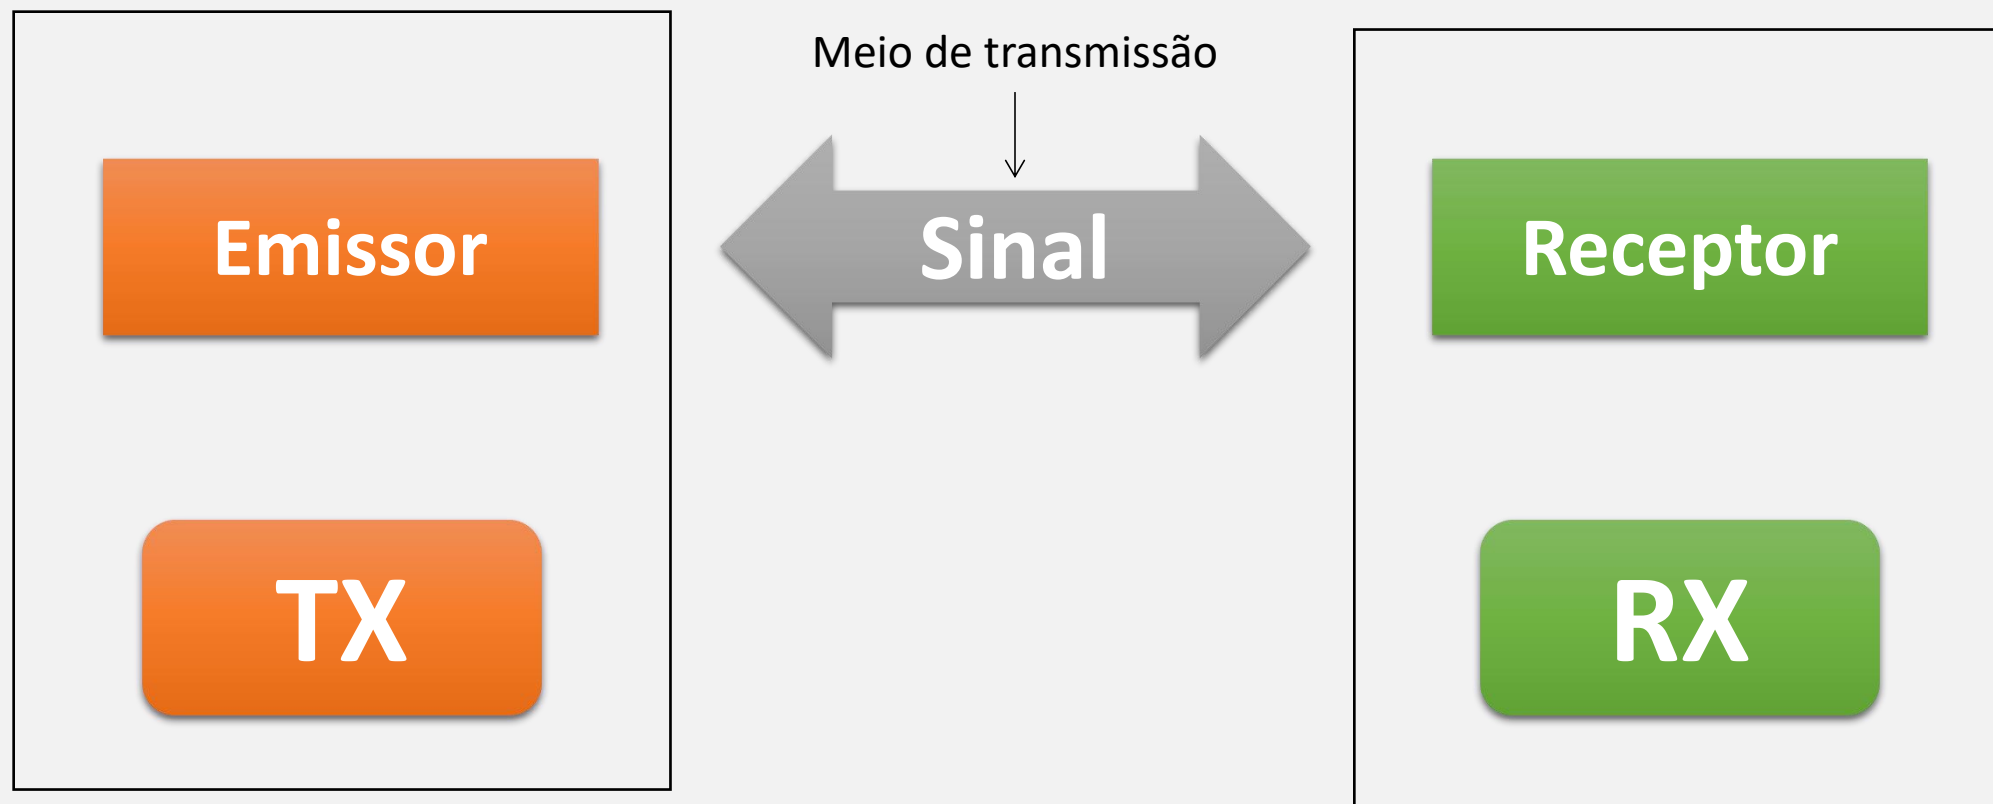 Meio de transmissão
Emissor
Sinal
Receptor
TX
RX